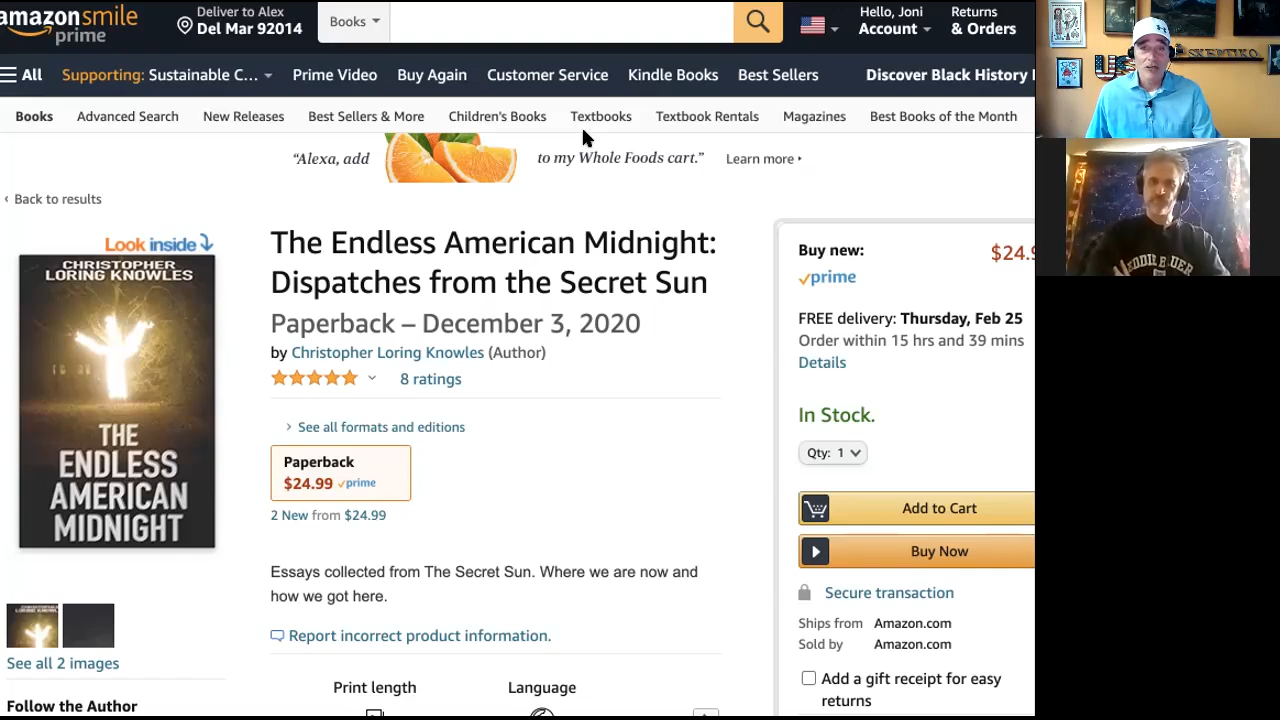 amazon smile
prime
Deliver to Alex
Del Mar 92014
Books
Hello, Joni
Account
Returns
& Orders
All
Supporting: Sustainable C...
Prime Video
Buy Again
Customer Service
Kindle Books
Best Sellers
Discover Black History
Books
Advanced Search
New Releases
Best Sellers & More
Children's Books
Textbooks
Textbook Rentals
Magazines
Best Books of the Month
“Alexa, add
to my Whole Foods cart.”
Learn more
‹ Back to results
Look inside
CHRISTOPHER
LORING KNOWLES
THE
ENDLESS
AMERICAN
MIDNIGHT
See all 2 images
Follow the Author
The Endless American Midnight:
Dispatches from the Secret Sun
Paperback – December 3, 2020
by Christopher Loring Knowles (Author)
8 ratings
› See all formats and editions
Paperback
$24.99 prime
2 New from $24.99
Essays collected from The Secret Sun. Where we are now and
how we got here.
Report incorrect product information.
Print length
Language
Buy new:
$24.9
prime
FREE delivery: Thursday, Feb 25
Order within 15 hrs and 39 mins
Details
In Stock.
Qty: 1
Add to Cart
Buy Now
Secure transaction
Ships from Amazon.com
Sold by Amazon.com
Add a gift receipt for easy
returns
US
SKEPTIKO
EDDIE BAUER